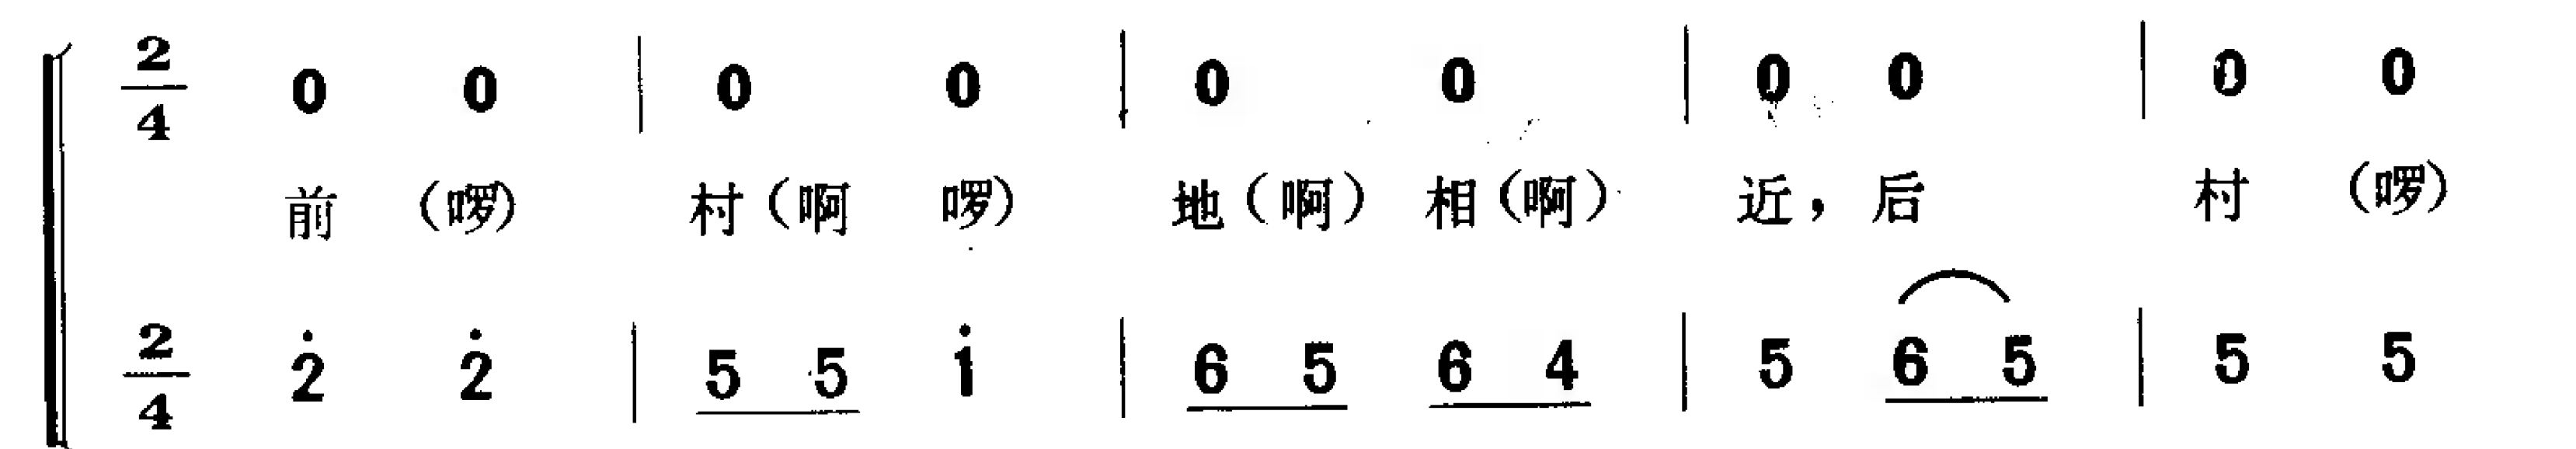 2/4 0 0 | 0 0 | 0 0 | 0 0 | 0 0
前 (啰) 村 (啊 啰) 地 (啊) 相 (啊) 近，后 村 (啰)
2/4 2̇ 2̇ | 5 5 1̇ | 6 5 6 4 | 5 6 5 | 5 5